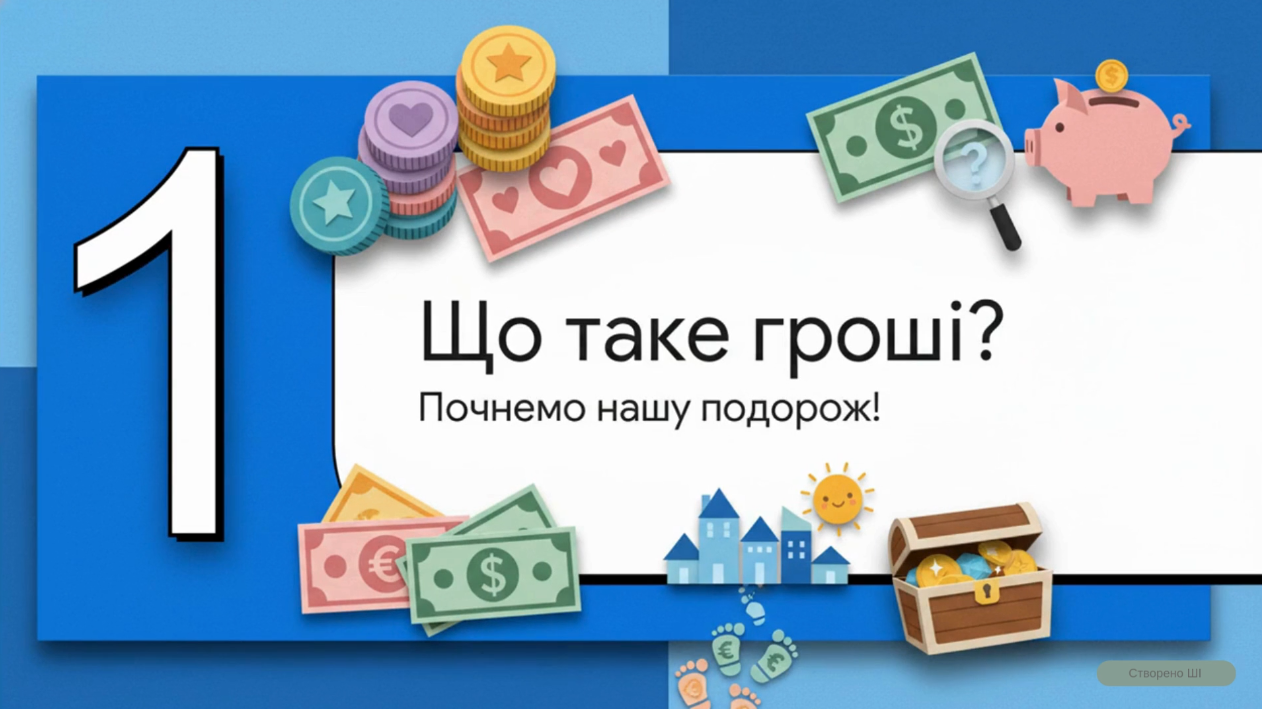 1
Що таке гроші?
Почнемо нашу подорож!
Створено ШІ